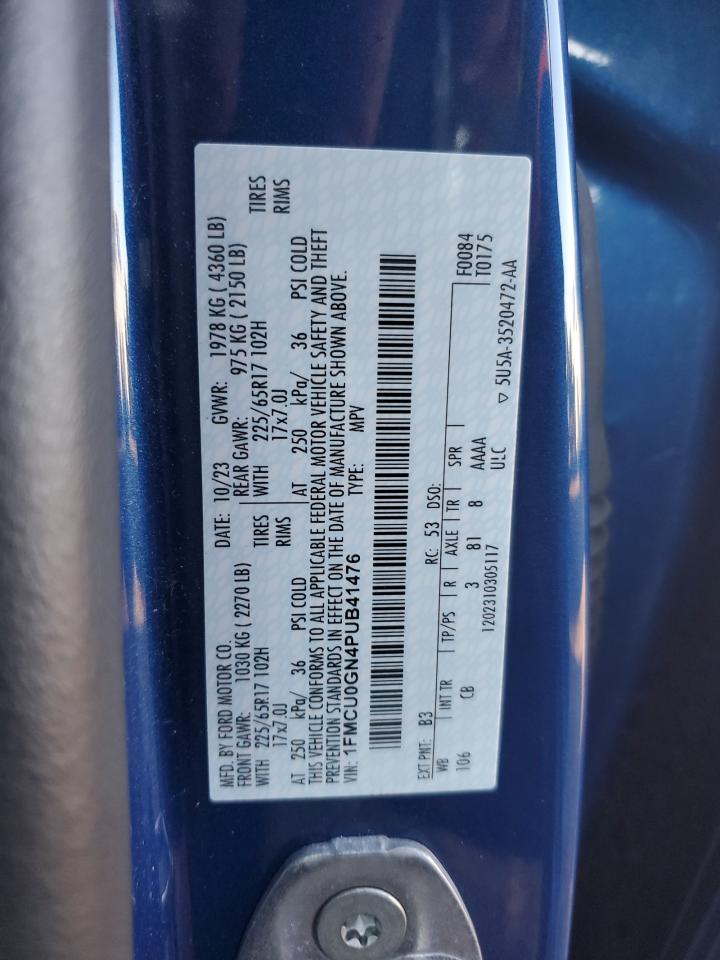 MFD. BY FORD MOTOR CO.
DATE: 10/23 GVWR: 1978 KG ( 4360 LB)
FRONT GAWR: 1030 KG ( 2270 LB) REAR GAWR: 975 KG ( 2150 LB)
WITH 225/65R17 102H TIRES WITH 225/65R17 102H TIRES
17x7.0J RIMS 17x7.0J RIMS
AT 250 kPa/ 36 PSI COLD AT 250 kPa/ 36 PSI COLD
THIS VEHICLE CONFORMS TO ALL APPLICABLE FEDERAL MOTOR VEHICLE SAFETY AND THEFT
PREVENTION STANDARDS IN EFFECT ON THE DATE OF MANUFACTURE SHOWN ABOVE.
VIN: 1FMCU0GN4PUB41476 TYPE: MPV
EXT PNT: B3 RC: 53 DSO:
WB INT TR TP/PS R AXLE TR SPR F0084
106 CB 3 81 8 AAAA T0175
1202310305117 ULC
▽ 5U5A-3520472-AA